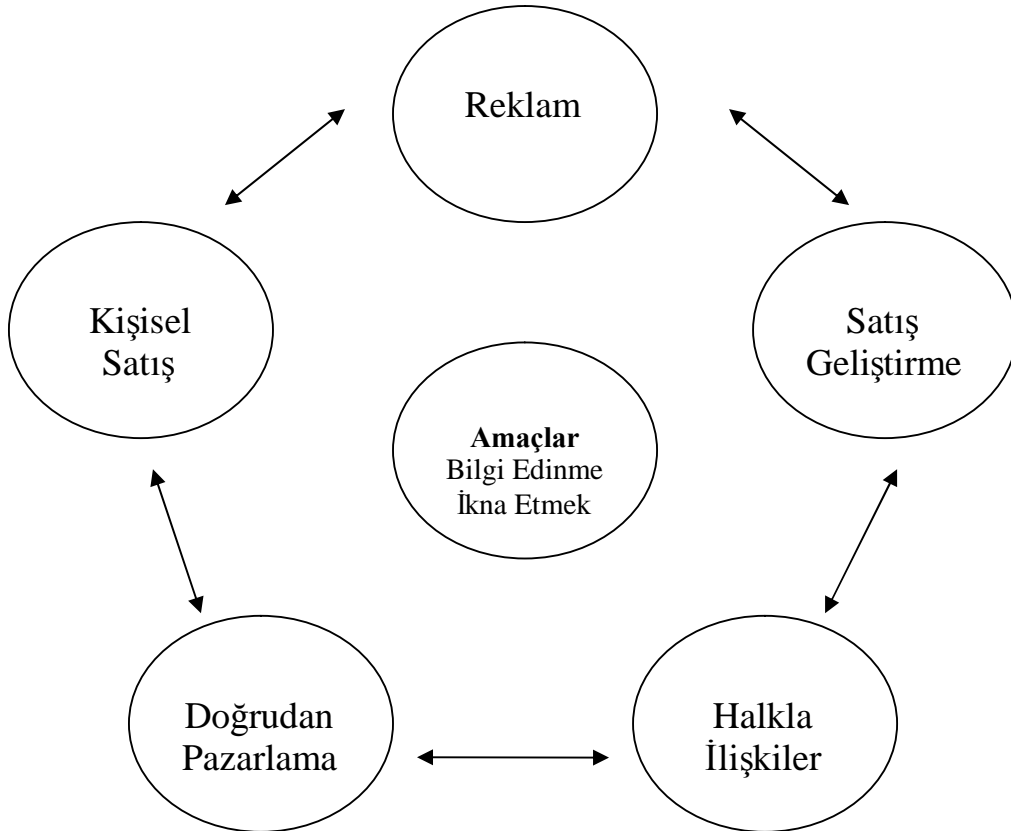 Reklam
Kişisel
Satış
Satış
Geliştirme
Amaçlar
Bilgi Edinme
İkna Etmek
Doğrudan
Pazarlama
Halkla
İlişkiler